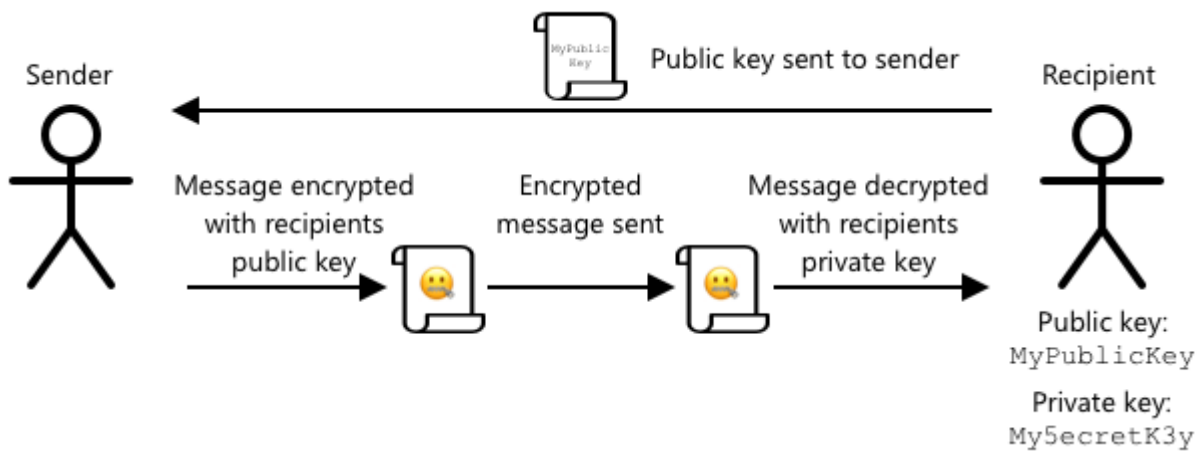 MyPublic
Key
Public key sent to sender
Sender
Recipient
Message encrypted
with recipients
public key
Encrypted
message sent
Message decrypted
with recipients
private key
Public key:
MyPublicKey
Private key:
My5ecretK3y